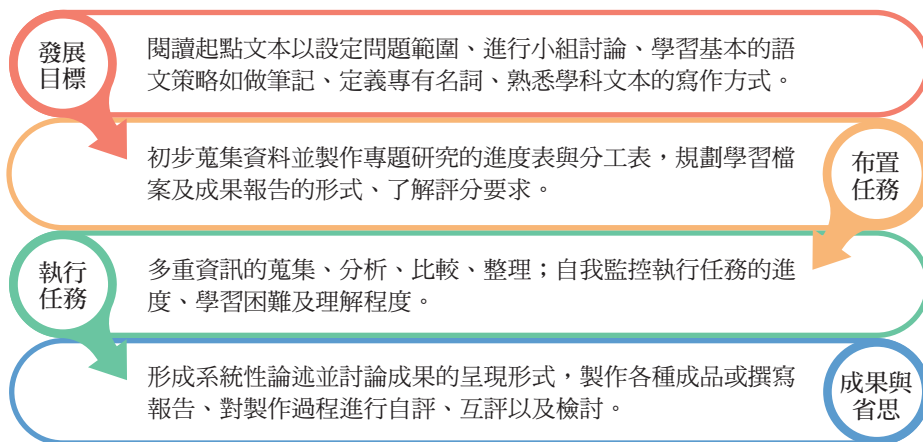 發展
目標
閱讀起點文本以設定問題範圍、進行小組討論、學習基本的語
文策略如做筆記、定義專有名詞、熟悉學科文本的寫作方式。
初步蒐集資料並製作專題研究的進度表與分工表，規劃學習檔
案及成果報告的形式、了解評分要求。
布置
任務
執行
任務
多重資訊的蒐集、分析、比較、整理；自我監控執行任務的進
度、學習困難及理解程度。
形成系統性論述並討論成果的呈現形式，製作各種成品或撰寫
報告、對製作過程進行自評、互評以及檢討。
成果與
省思